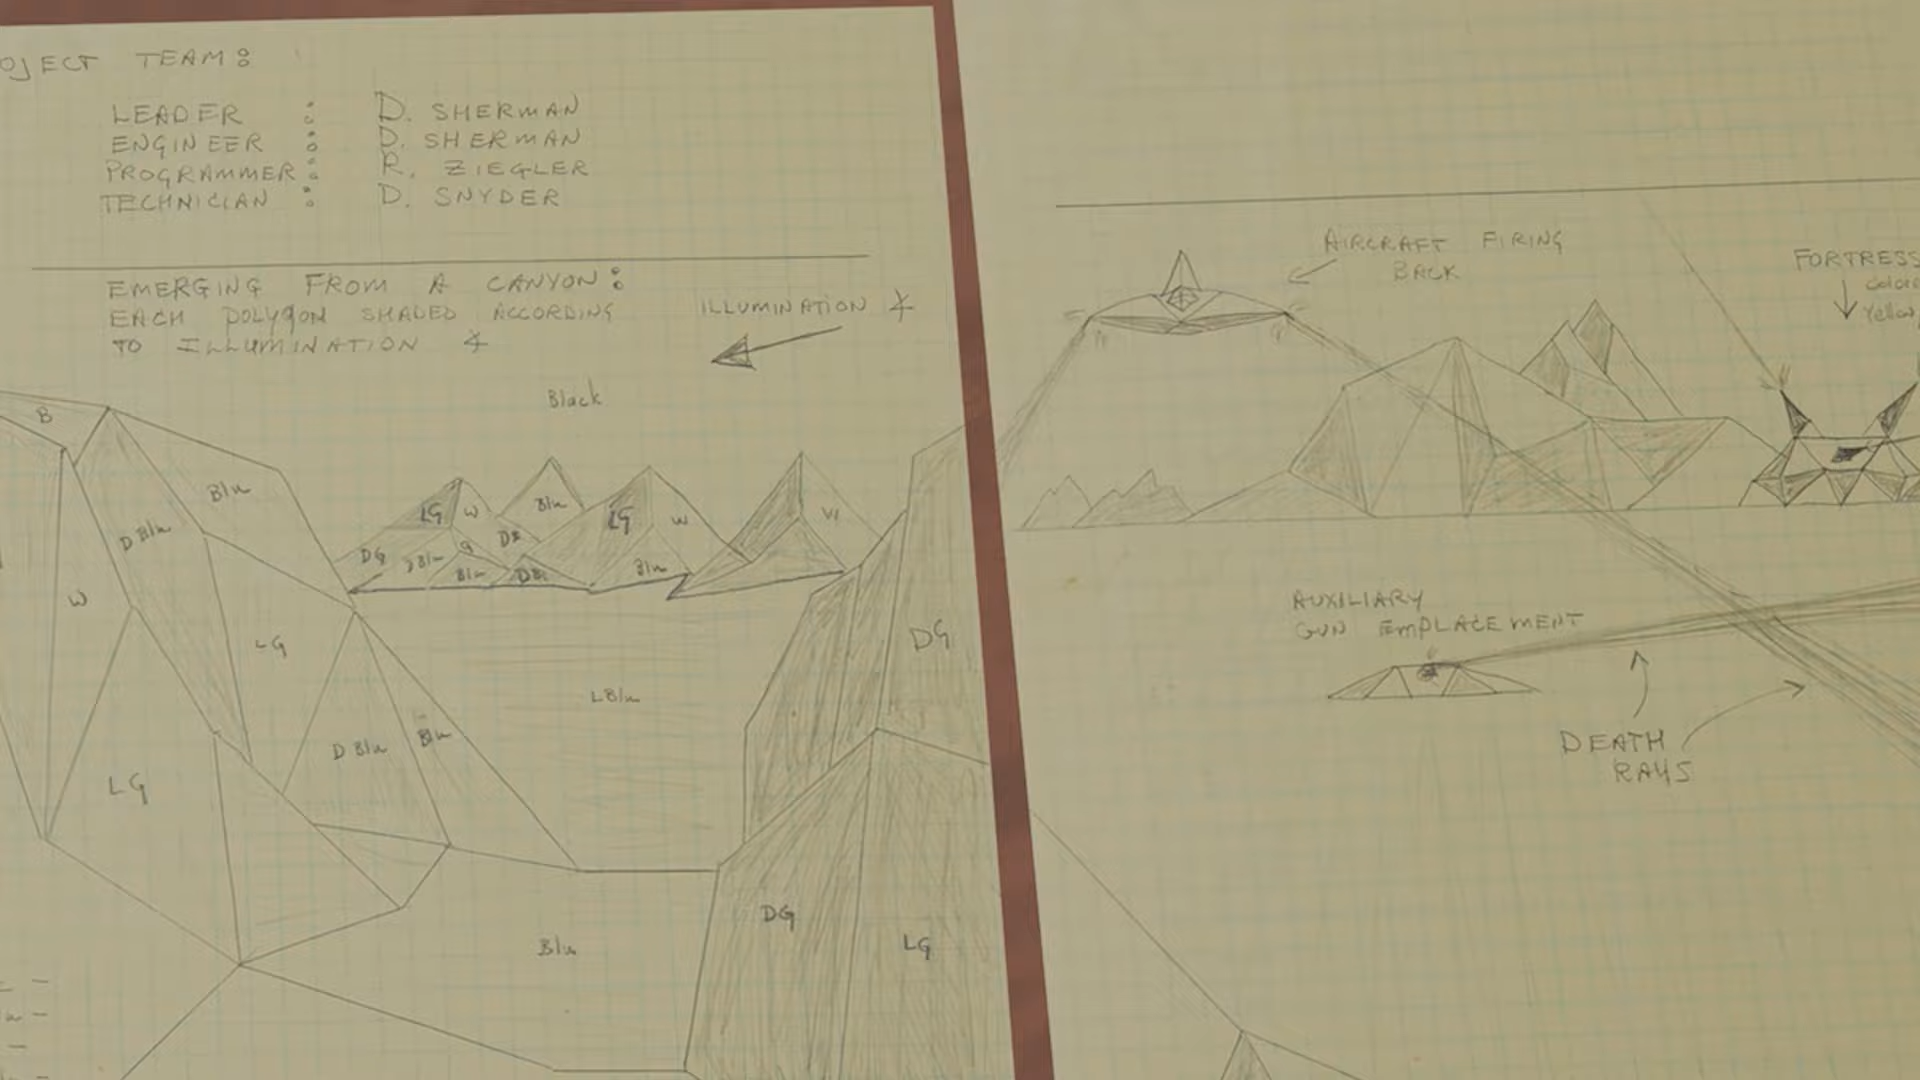 OJECT TEAM:
LEADER : D. SHERMAN
ENGINEER : D. SHERMAN
PROGRAMMER : R. ZIEGLER
TECHNICIAN : D. SNYDER
EMERGING FROM A CANYON:
EACH POLYGON SHADED ACCORDING
TO ILLUMINATION ∡
ILLUMINATION ∡
Black
B
Blu
D Blu
W
LG
W
Blu
LG
W
W
DG
DBlu
Blu
Blu
LG
LBlu
DG
D Blu
Blu
LG
DG
LG
Blu
AIRCRAFT FIRING
BACK
FORTRESS
Yellow
AUXILIARY
GUN EMPLACEMENT
DEATH
RAYS